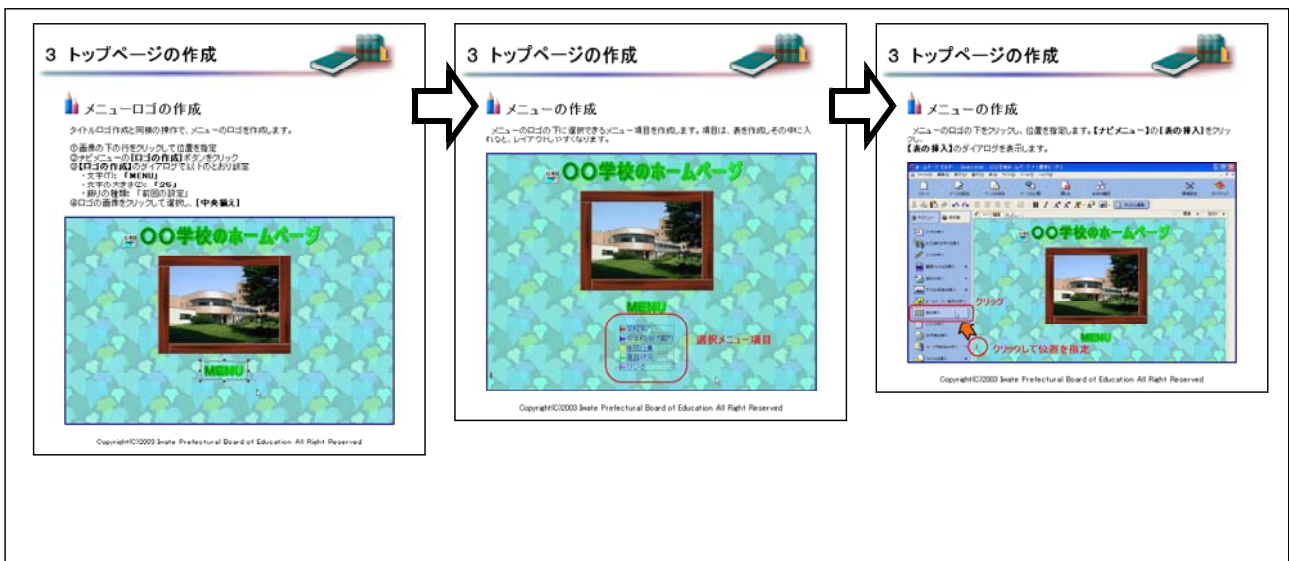 3 トップページの作成
メニューロゴの作成
タイトルロゴ作成と同様の操作で、メニューのロゴを作成します。
①画像の下の行をクリックして位置を指定
②ナビメニューの[ロゴの作成]ボタンをクリック
③[ロゴの作成]のダイアログで以下のとおり設定
・文字(T): 「MENU」
・文字の大きさ(Z): 「25」
・飾りの種類: 「前回の設定」
④ロゴの画像をクリックして選択し、【中央揃え】
〇〇学校のホームページ
MENU
Copyright(C)2003 Iwate Prefectural Board of Education All Right Reserved
3 トップページの作成
メニューの作成
メニューのロゴの下に選択できるメニュー項目を作成します。項目は、表を作成しその中に入
れると、レイアウトしやすくなります。
〇〇学校のホームページ
MENU
リンク
選択メニュー項目
Copyright(C)2003 Iwate Prefectural Board of Education All Right Reserved
3 トップページの作成
メニューの作成
メニューのロゴの下をクリックし、位置を指定します。【ナビメニュー】の【表の挿入】をクリッ
クし、
【表の挿入】のダイアログを表示します。
〇〇学校のホームページ
クリック
MENU
クリックして位置を指定
Copyright(C)2003 Iwate Prefectural Board of Education All Right Reserved